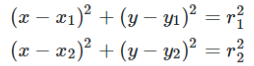 (x − x₁)² + (y − y₁)² = r₁²
(x − x₂)² + (y − y₂)² = r₂²